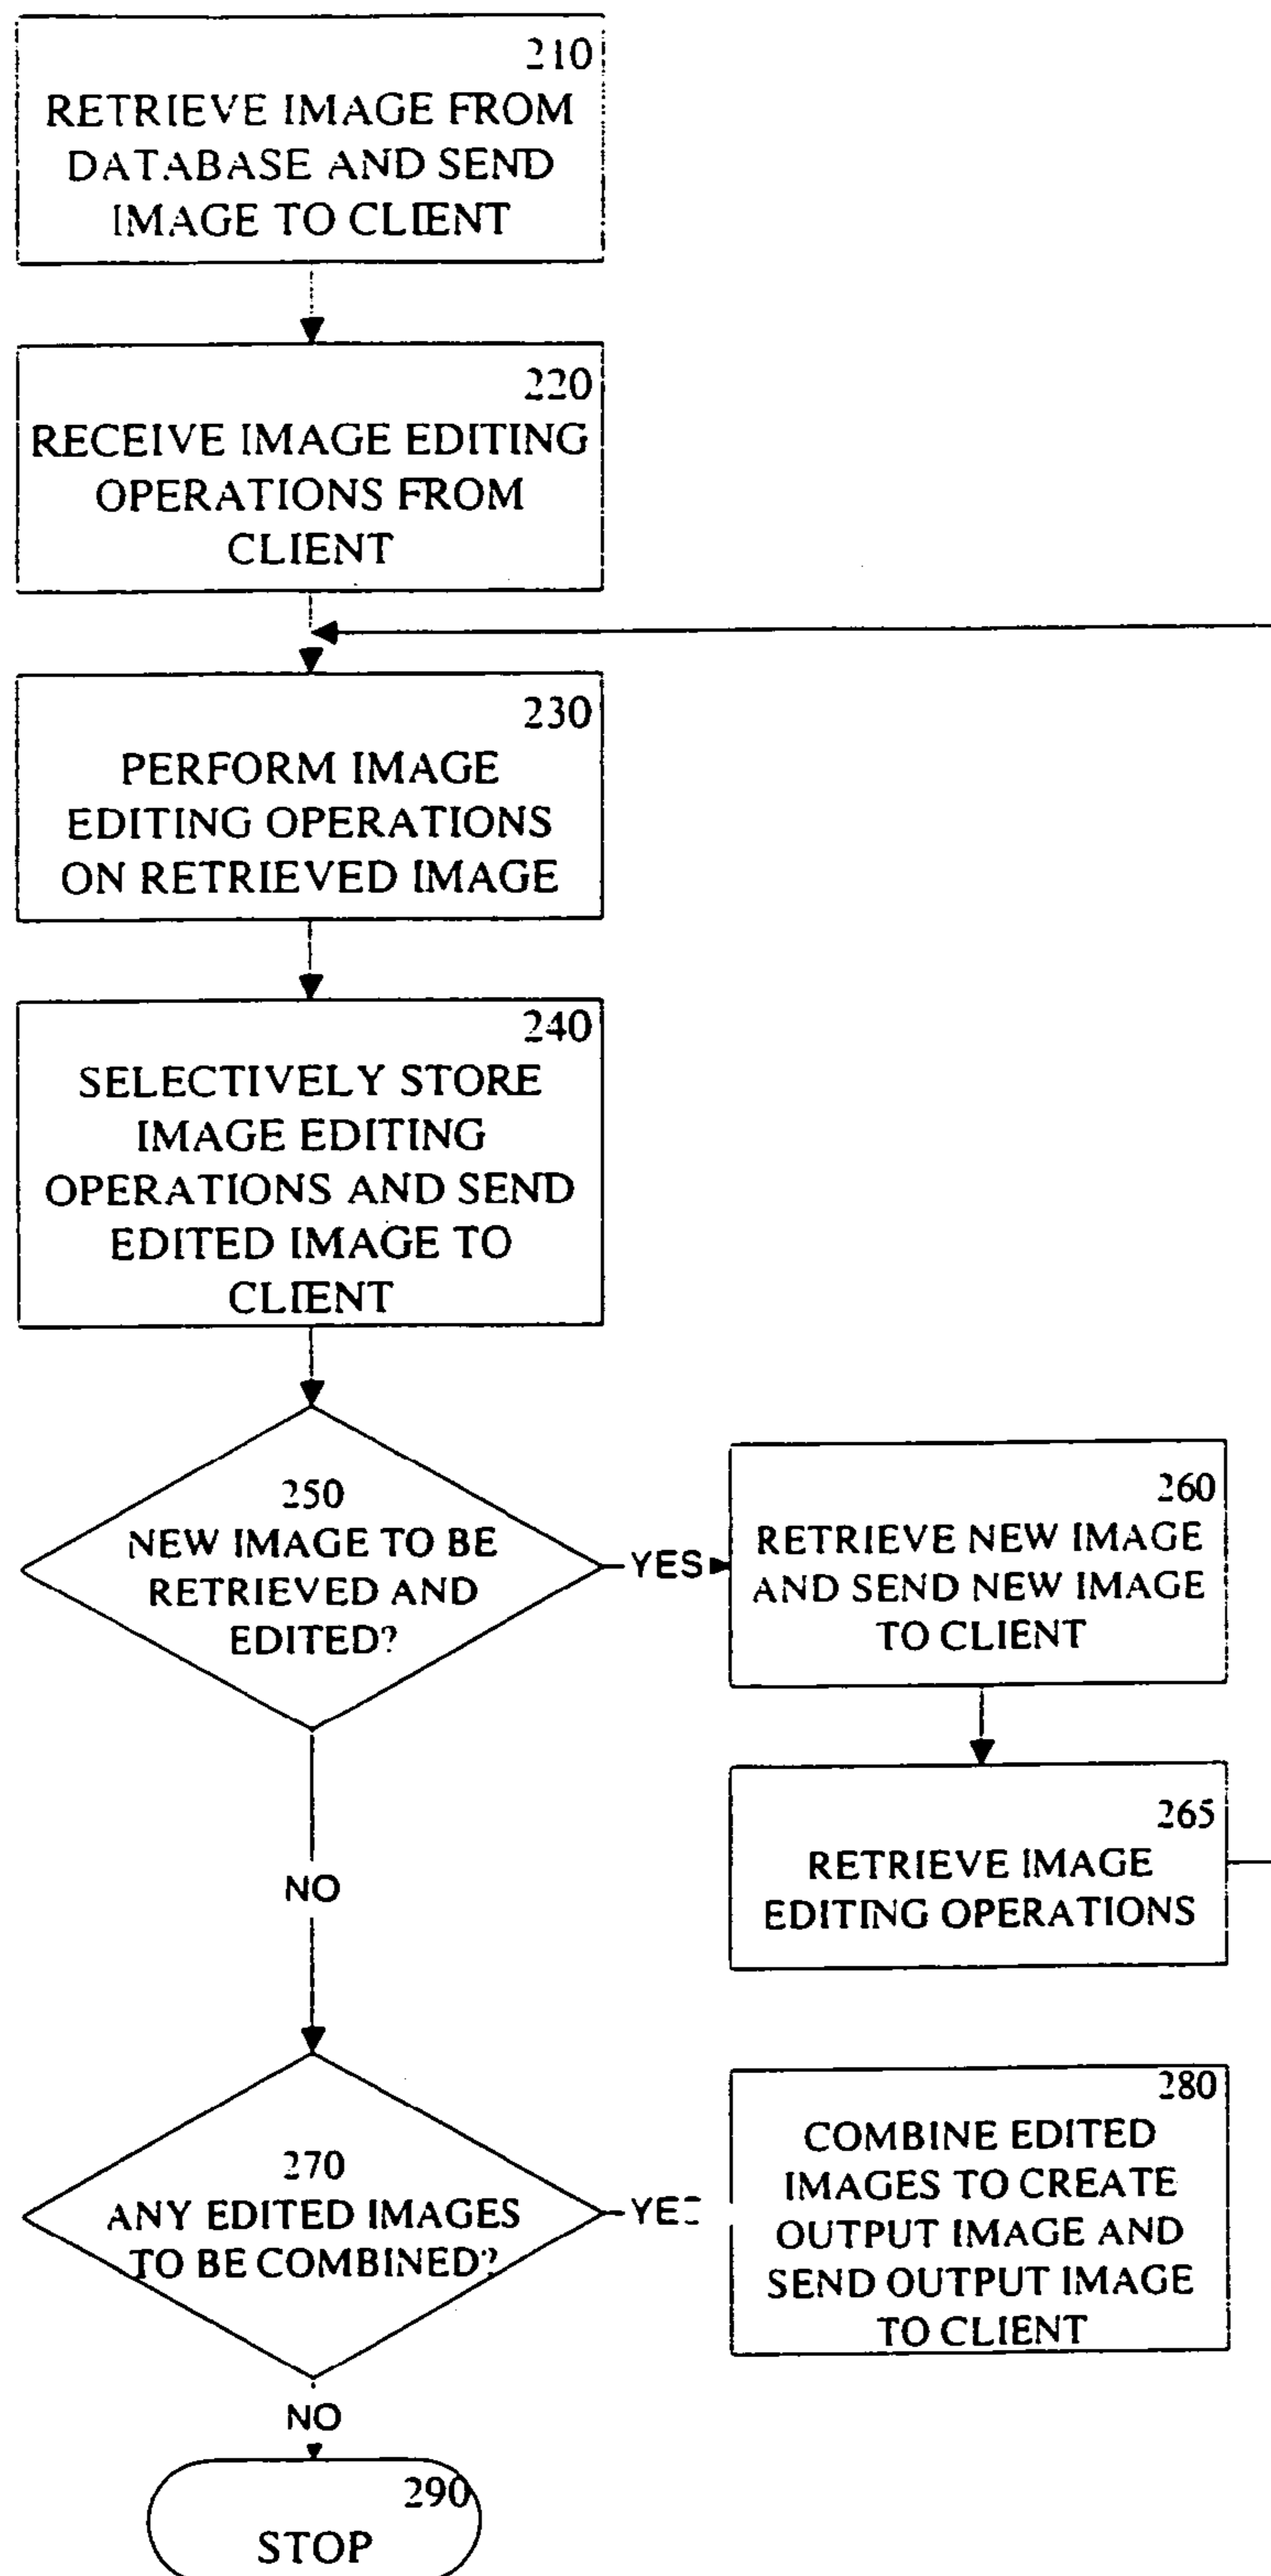 210
RETRIEVE IMAGE FROM
DATABASE AND SEND
IMAGE TO CLIENT
220
RECEIVE IMAGE EDITING
OPERATIONS FROM
CLIENT
230
PERFORM IMAGE
EDITING OPERATIONS
ON RETRIEVED IMAGE
240
SELECTIVELY STORE
IMAGE EDITING
OPERATIONS AND SEND
EDITED IMAGE TO
CLIENT
250
NEW IMAGE TO BE
RETRIEVED AND
EDITED?
YES
260
RETRIEVE NEW IMAGE
AND SEND NEW IMAGE
TO CLIENT
265
RETRIEVE IMAGE
EDITING OPERATIONS
NO
270
ANY EDITED IMAGES
TO BE COMBINED?
YES
280
COMBINE EDITED
IMAGES TO CREATE
OUTPUT IMAGE AND
SEND OUTPUT IMAGE
TO CLIENT
NO
290
STOP